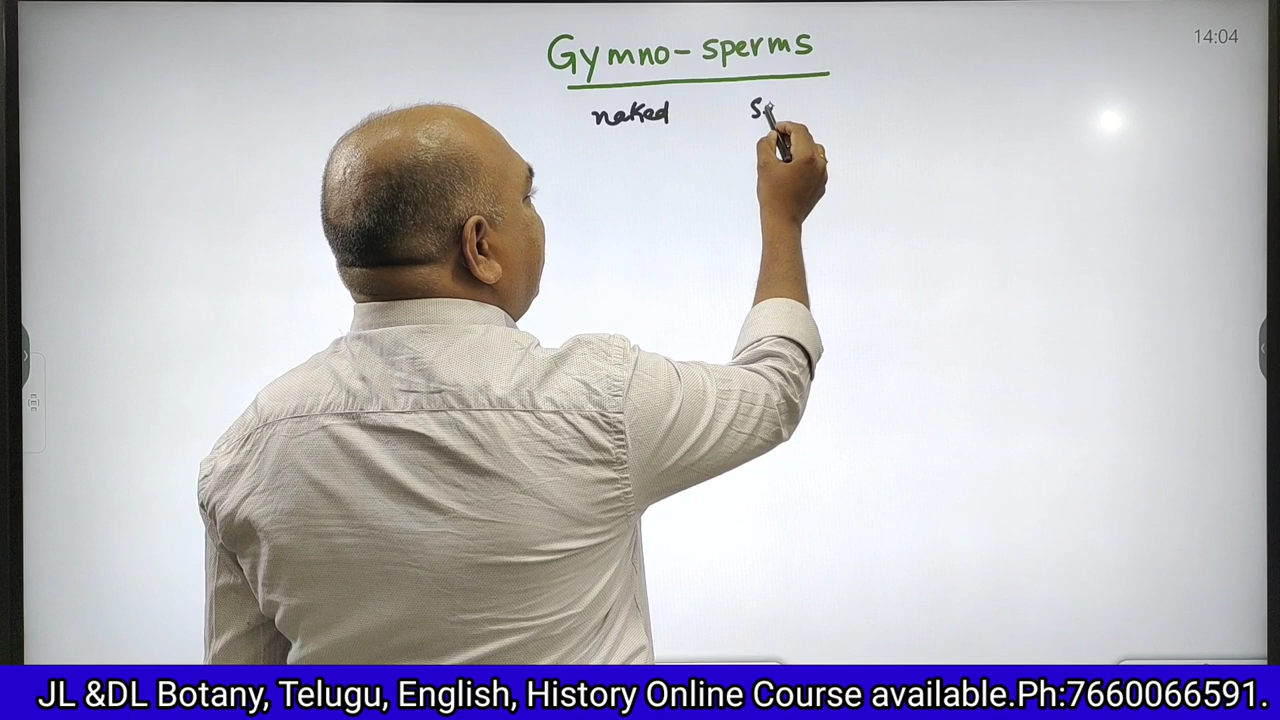 Gymno-sperms
14:04
naked S
JL &DL Botany, Telugu, English, History Online Course available.Ph:7660066591.